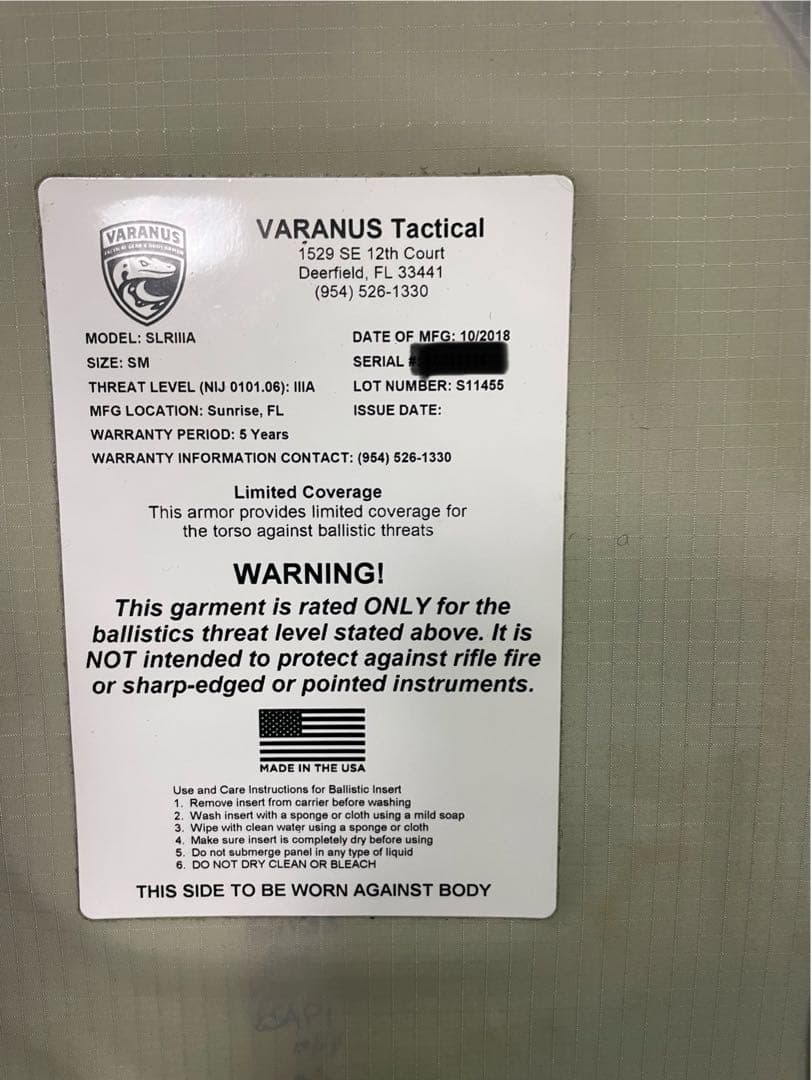 VARANUS
VARANUS Tactical
1529 SE 12th Court
Deerfield, FL 33441
(954) 526-1330
MODEL: SLRIIIA
DATE OF MFG: 10/2018
SIZE: SM
SERIAL #
THREAT LEVEL (NIJ 0101.06): IIIA
LOT NUMBER: S11455
MFG LOCATION: Sunrise, FL
ISSUE DATE:
WARRANTY PERIOD: 5 Years
WARRANTY INFORMATION CONTACT: (954) 526-1330
Limited Coverage
This armor provides limited coverage for
the torso against ballistic threats
WARNING!
This garment is rated ONLY for the
ballistics threat level stated above. It is
NOT intended to protect against rifle fire
or sharp-edged or pointed instruments.
MADE IN THE USA
Use and Care Instructions for Ballistic Insert
1. Remove insert from carrier before washing
2. Wash insert with a sponge or cloth using a mild soap
3. Wipe with clean water using a sponge or cloth
4. Make sure insert is completely dry before using
5. Do not submerge panel in any type of liquid
6. DO NOT DRY CLEAN OR BLEACH
THIS SIDE TO BE WORN AGAINST BODY